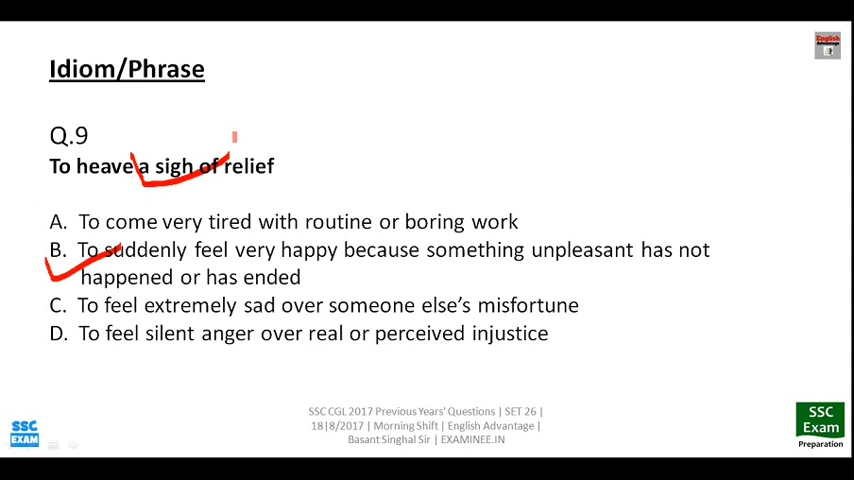 English
Advantage
Idiom/Phrase
Q.9
To heave a sigh of relief
A. To come very tired with routine or boring work
B. To suddenly feel very happy because something unpleasant has not
happened or has ended
C. To feel extremely sad over someone else's misfortune
D. To feel silent anger over real or perceived injustice
SSC CGL 2017 Previous Years' Questions | SET 26 |
18|8/2017 | Morning Shift | English Advantage |
Basant Singhal Sir | EXAMINEE.IN
SSC
EXAM
SSC
Exam
Preparation